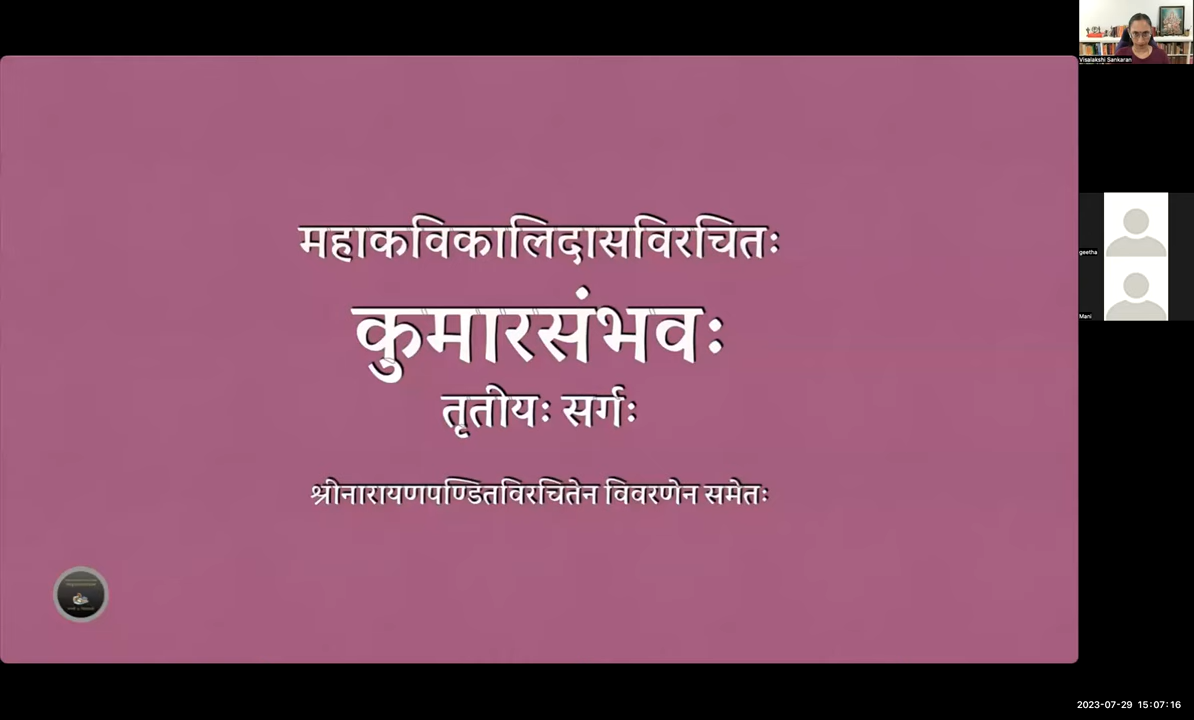 महाकविकालिदासविरचितः
कुमारसंभवः
तृतीयः सर्गः
श्रीनारायणपण्डितविरचितेन विवरणेन समेतः
Visalakshi Sankaran
geetha
Mani
2023-07-29 15:07:16